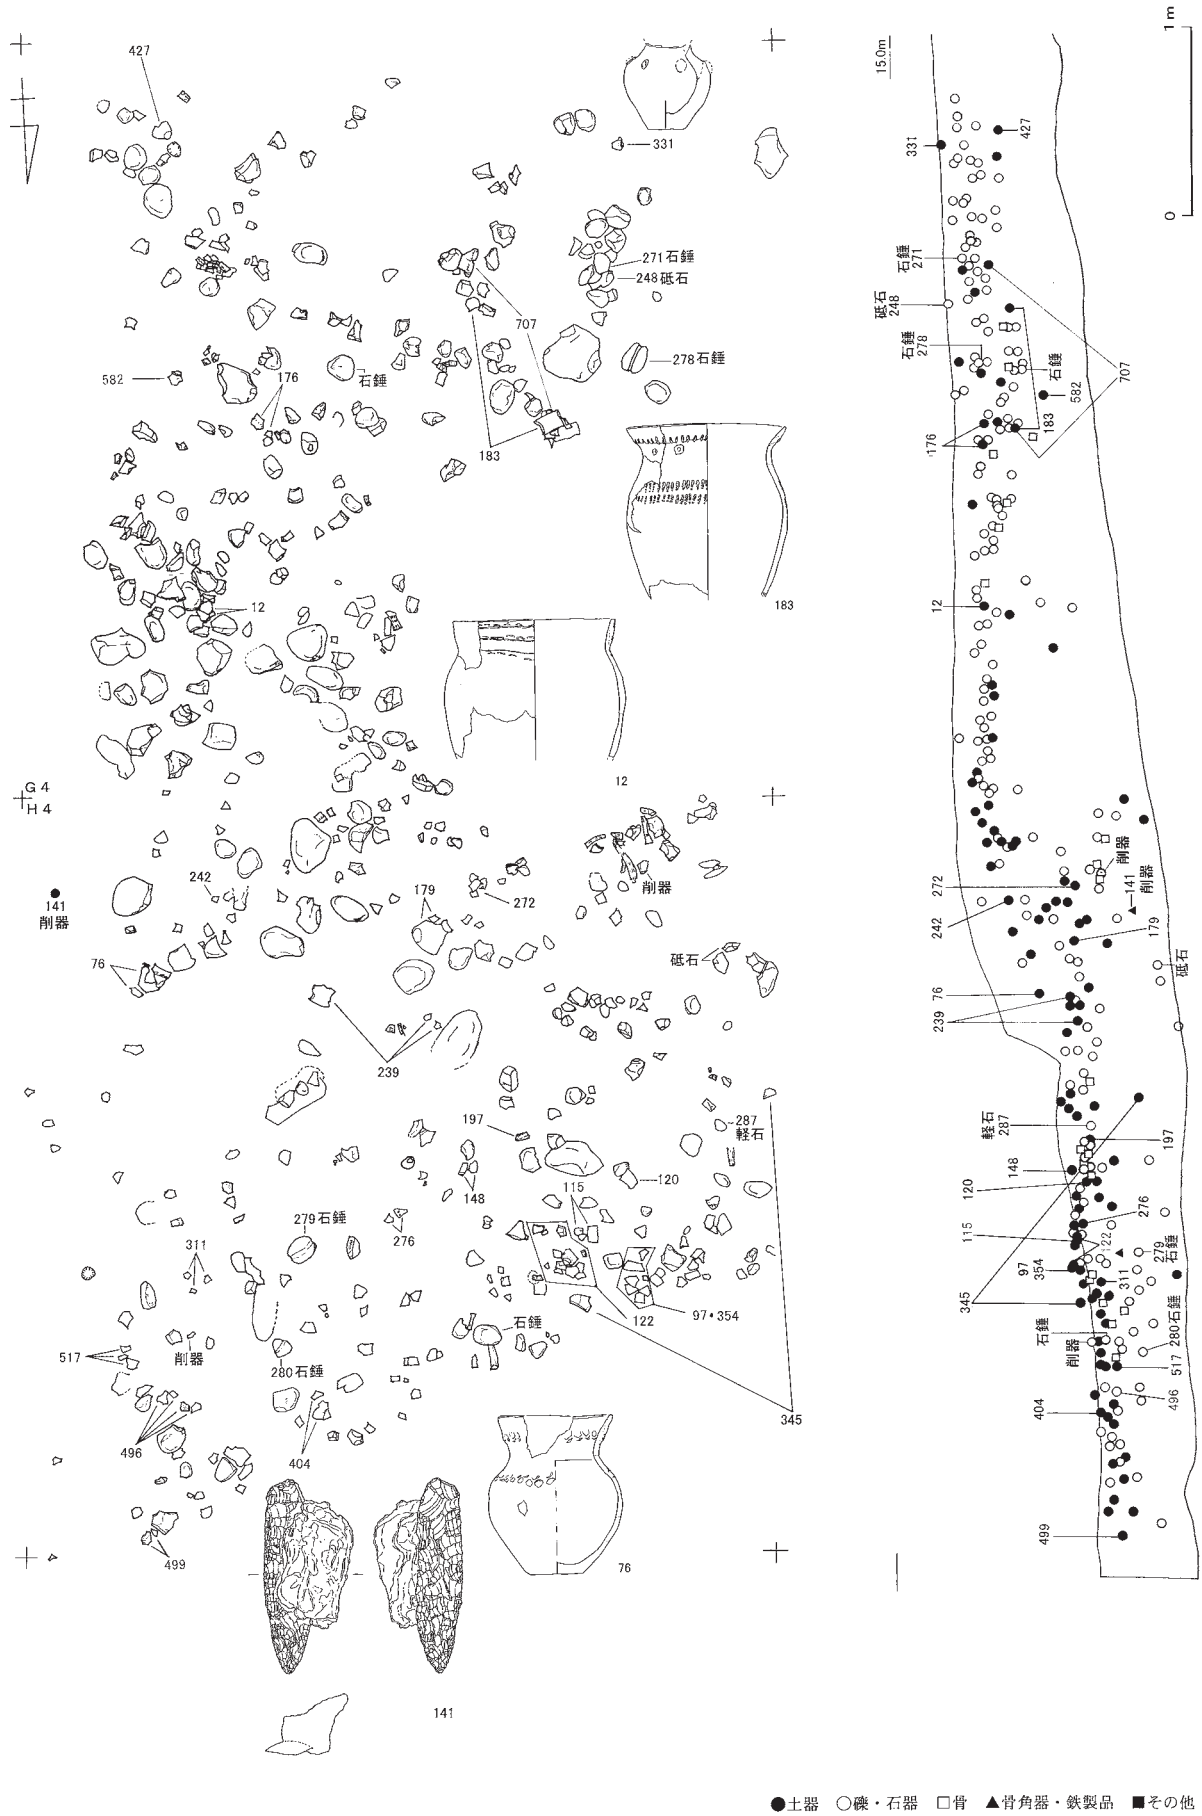 427
331
271石錘
248砥石
707
278石錘
582
176
石錘
183
183
12
12
G4
H4
141
削器
242
179
272
削器
76
砥石
239
197
287
軽石
148
120
115
279石錘
276
311
122
97・354
石錘
517
削器
280石錘
345
496
404
499
76
141
15.0m
1m
0
331
427
石錘
271
砥石
248
石錘
278
石錘
707
582
183
176
12
削器
272
141
削器
242
179
砥石
76
239
軽石
287
197
148
120
276
115
122
279
石錘
97
354
311
345
石錘
280石錘
削器
517
496
404
499
●土器 ○礫・石器 □骨 ▲骨角器・鉄製品 ■その他